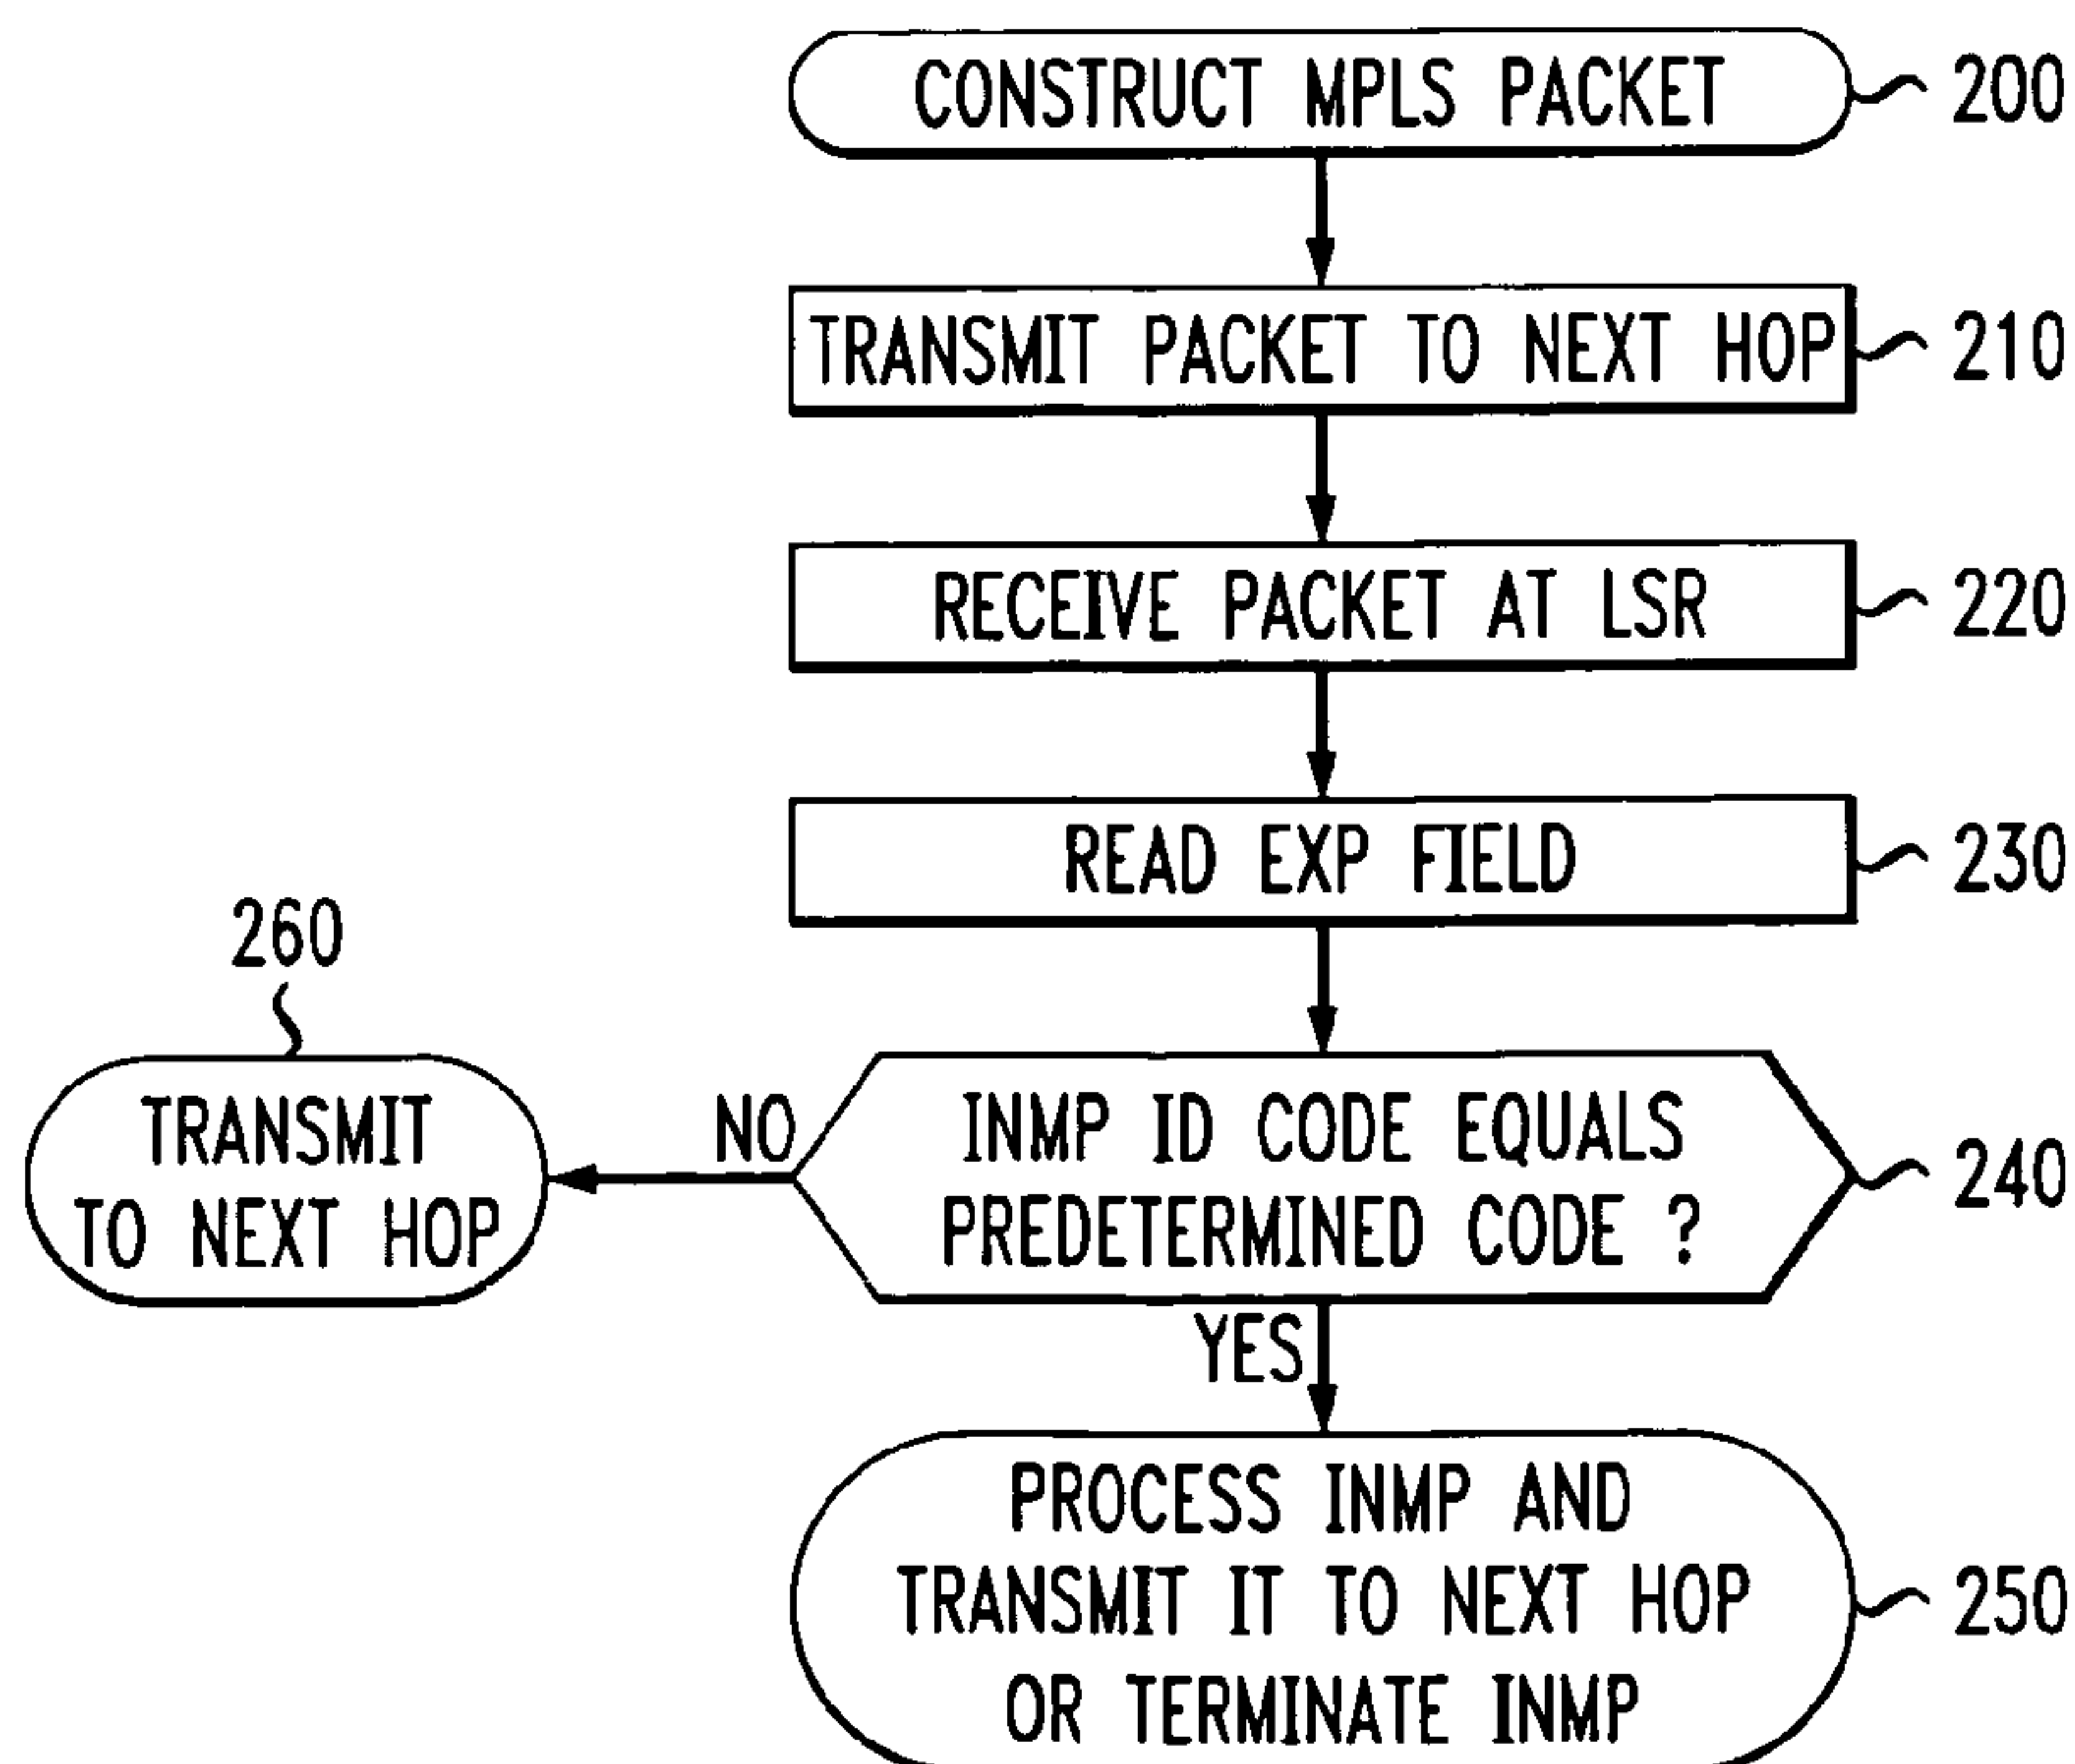 CONSTRUCT MPLS PACKET
200
TRANSMIT PACKET TO NEXT HOP
210
RECEIVE PACKET AT LSR
220
READ EXP FIELD
230
260
TRANSMIT
TO NEXT HOP
NO
INMP ID CODE EQUALS
PREDETERMINED CODE ?
240
YES
PROCESS INMP AND
TRANSMIT IT TO NEXT HOP
OR TERMINATE INMP
250